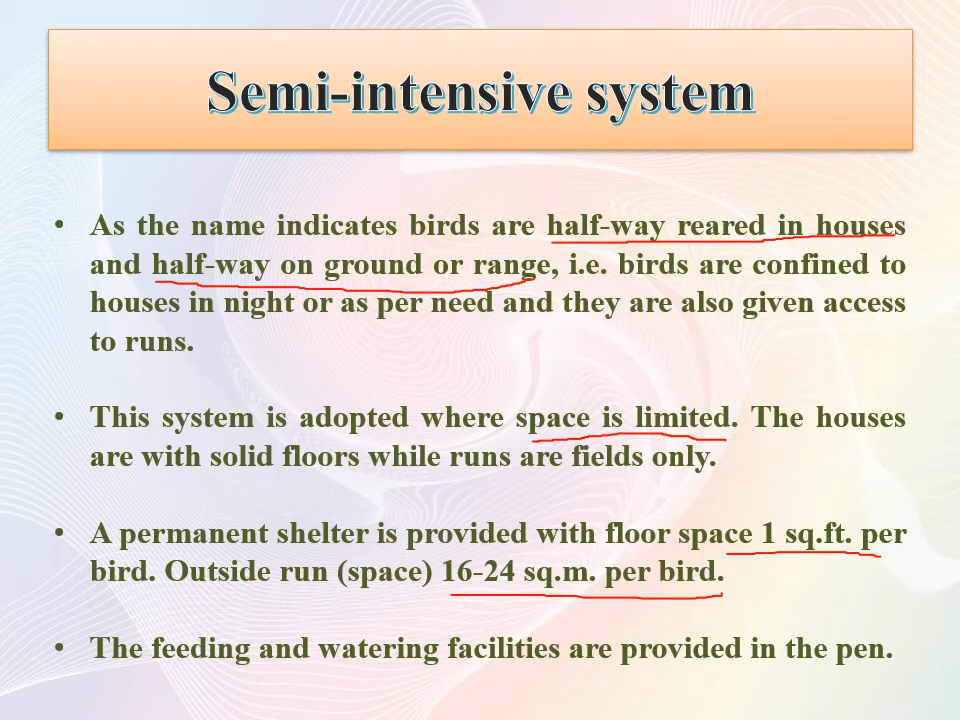 Semi-intensive system
• As the name indicates birds are half-way reared in houses
and half-way on ground or range, i.e. birds are confined to
houses in night or as per need and they are also given access
to runs.
• This system is adopted where space is limited. The houses
are with solid floors while runs are fields only.
• A permanent shelter is provided with floor space 1 sq.ft. per
bird. Outside run (space) 16-24 sq.m. per bird.
• The feeding and watering facilities are provided in the pen.